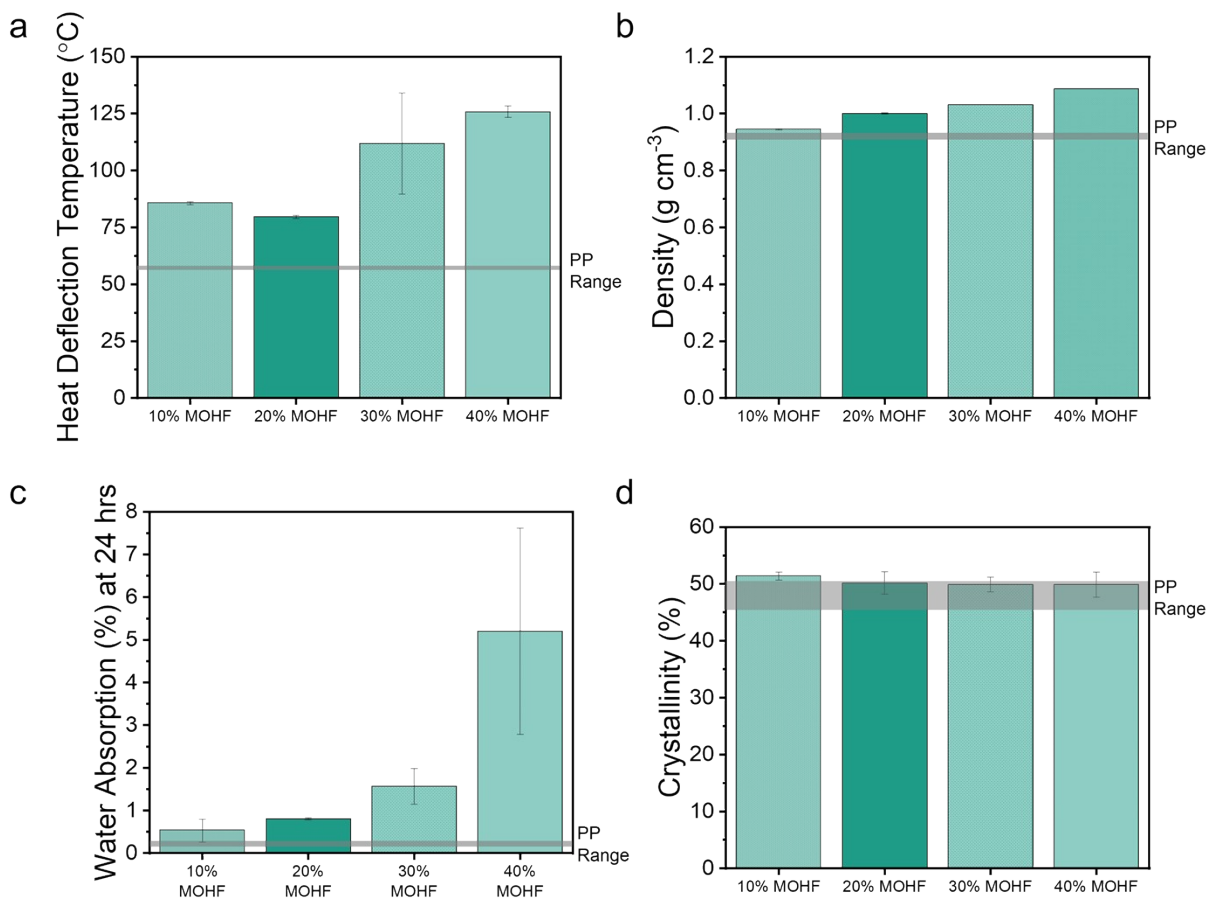 a
Heat Deflection Temperature (°C)
150
125
100
75
50
25
0
10% MOHF 20% MOHF 30% MOHF 40% MOHF
PP
Range
b
Density (g cm-3)
1.2
1.0
0.8
0.6
0.4
0.2
0.0
10% MOHF 20% MOHF 30% MOHF 40% MOHF
PP
Range
c
Water Absorption (%) at 24 hrs
8
7
6
5
4
3
2
1
0
10% 20% 30% 40%
MOHF MOHF MOHF MOHF
PP
Range
d
Crystallinity (%)
60
50
40
30
20
10
0
10% MOHF 20% MOHF 30% MOHF 40% MOHF
PP
Range